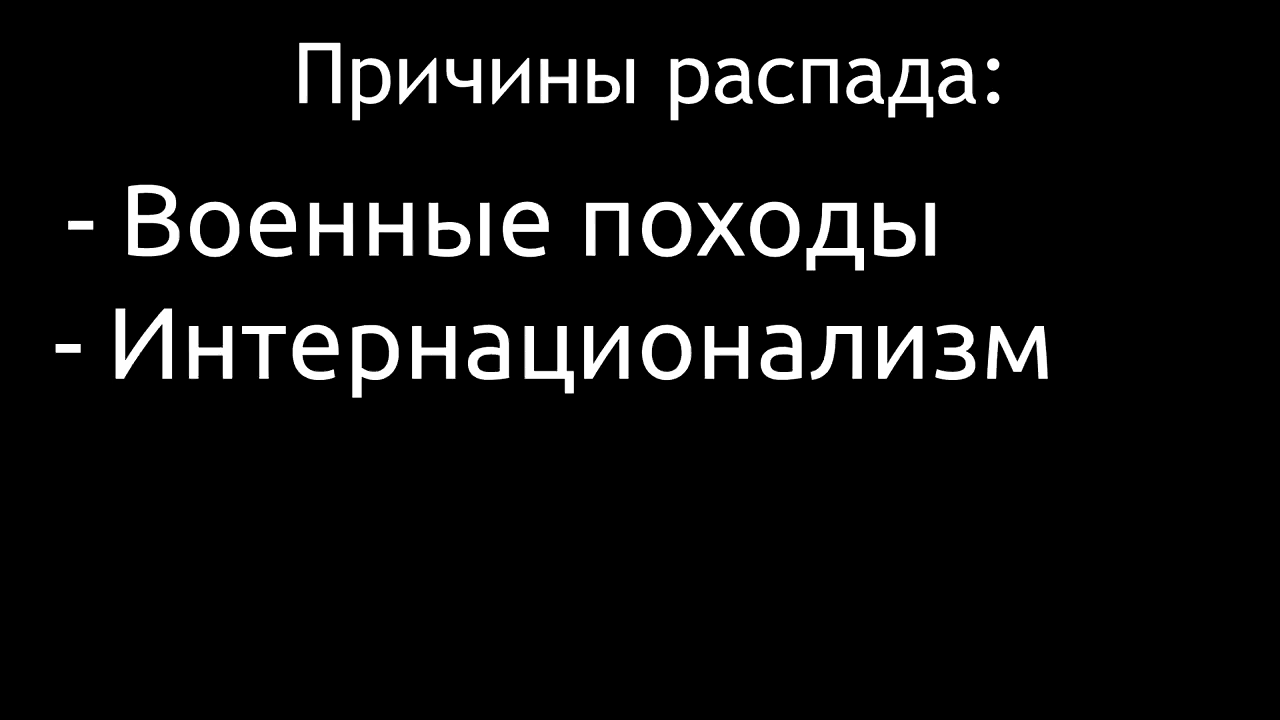 Причины распада:
- Военные походы
- Интернационализм